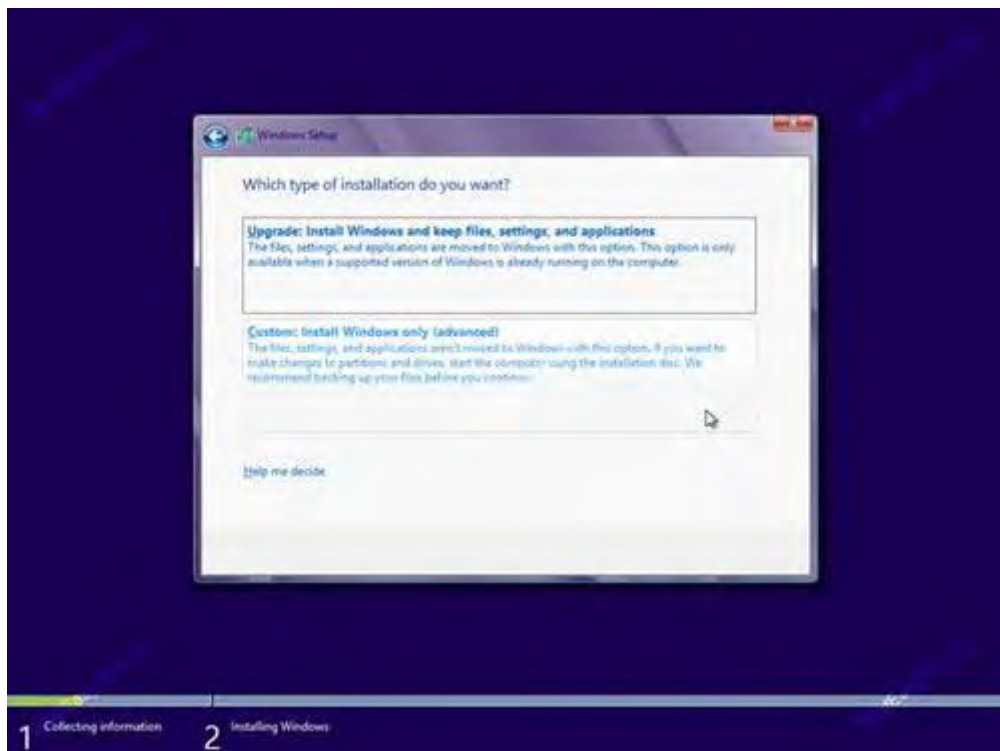 Windows Setup
Which type of installation do you want?
Upgrade: Install Windows and keep files, settings, and applications
The files, settings, and applications are moved to Windows with this option. This option is only
available when a supported version of Windows is already running on the computer.
Custom: Install Windows only (advanced)
The files, settings, and applications aren't moved to Windows with this option. If you want to
make changes to partitions and drives, start the computer using the installation disc. We
recommend backing up your files before you continue.
Help me decide
1 Collecting information 2 Installing Windows